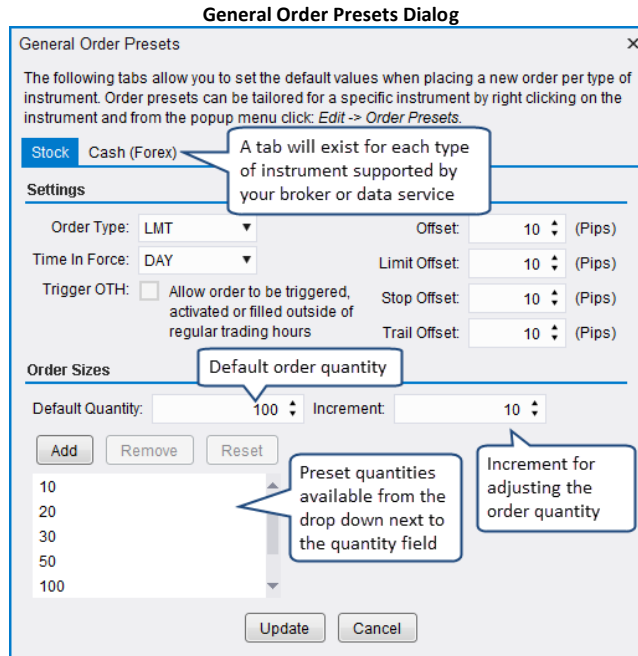 General Order Presets Dialog
General Order Presets
The following tabs allow you to set the default values when placing a new order per type of
instrument. Order presets can be tailored for a specific instrument by right clicking on the
instrument and from the popup menu click: Edit -> Order Presets.
Stock Cash (Forex)
A tab will exist for each type
of instrument supported by
your broker or data service
Settings
Order Type: LMT Offset: 10 (Pips)
Time In Force: DAY Limit Offset: 10 (Pips)
Trigger OTH: Allow order to be triggered, Stop Offset: 10 (Pips)
activated or filled outside of
regular trading hours Trail Offset: 10 (Pips)
Order Sizes
Default order quantity
Default Quantity: 100 Increment: 10
Add Remove Reset
Preset quantities
available from the
drop down next to
the quantity field
Increment for
adjusting the
order quantity
10
20
30
50
100
Update Cancel